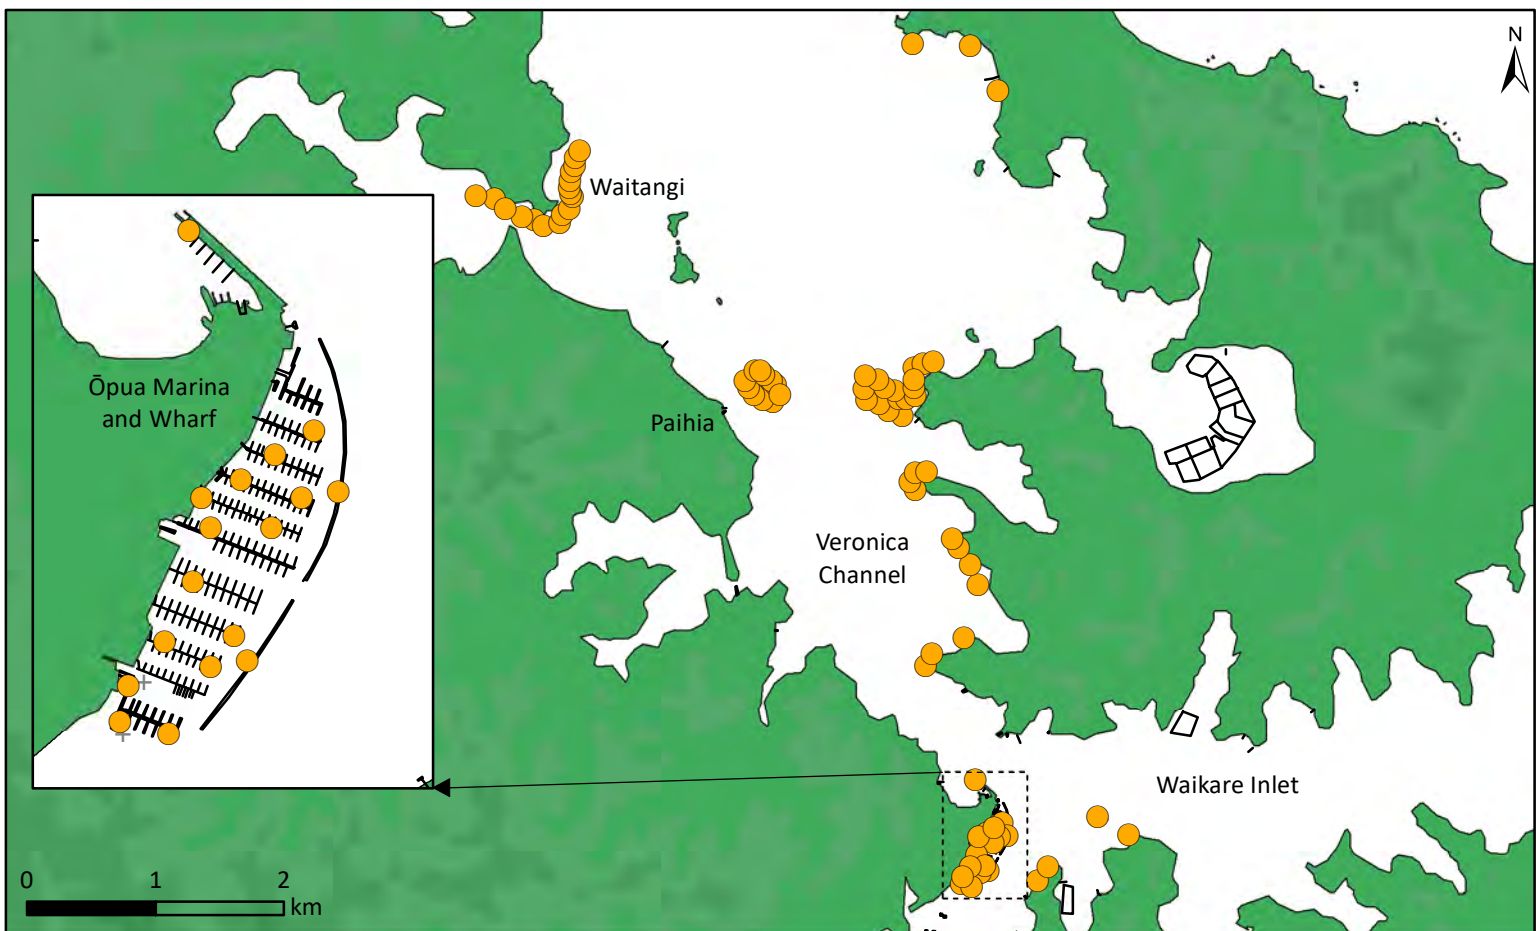 N
Waitangi
Ōpua Marina
and Wharf
Paihia
Veronica
Channel
Waikare Inlet
0 1 2
km